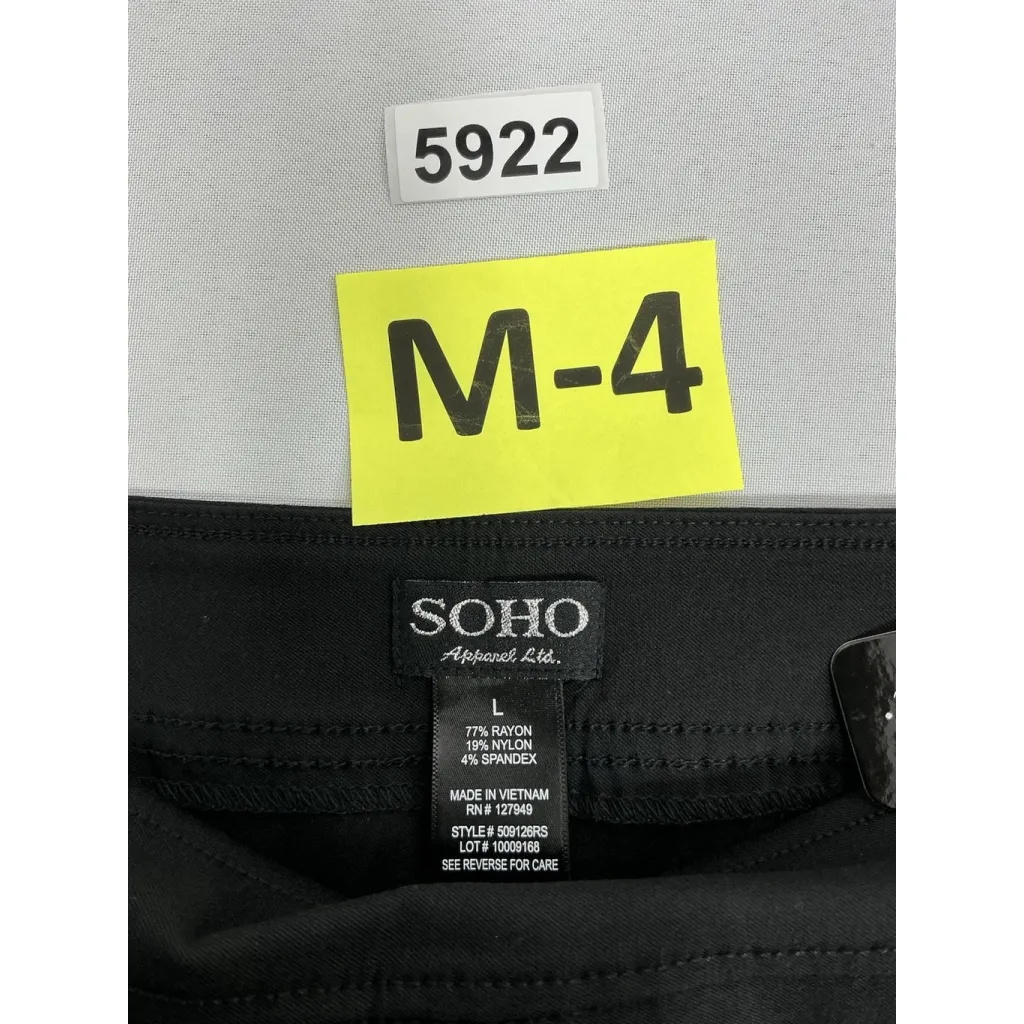 5922
M-4
SOHO
Apparel Ltd.
L
77% RAYON
19% NYLON
4% SPANDEX
MADE IN VIETNAM
RN # 127949
STYLE # 509126RS
LOT # 10009168
SEE REVERSE FOR CARE